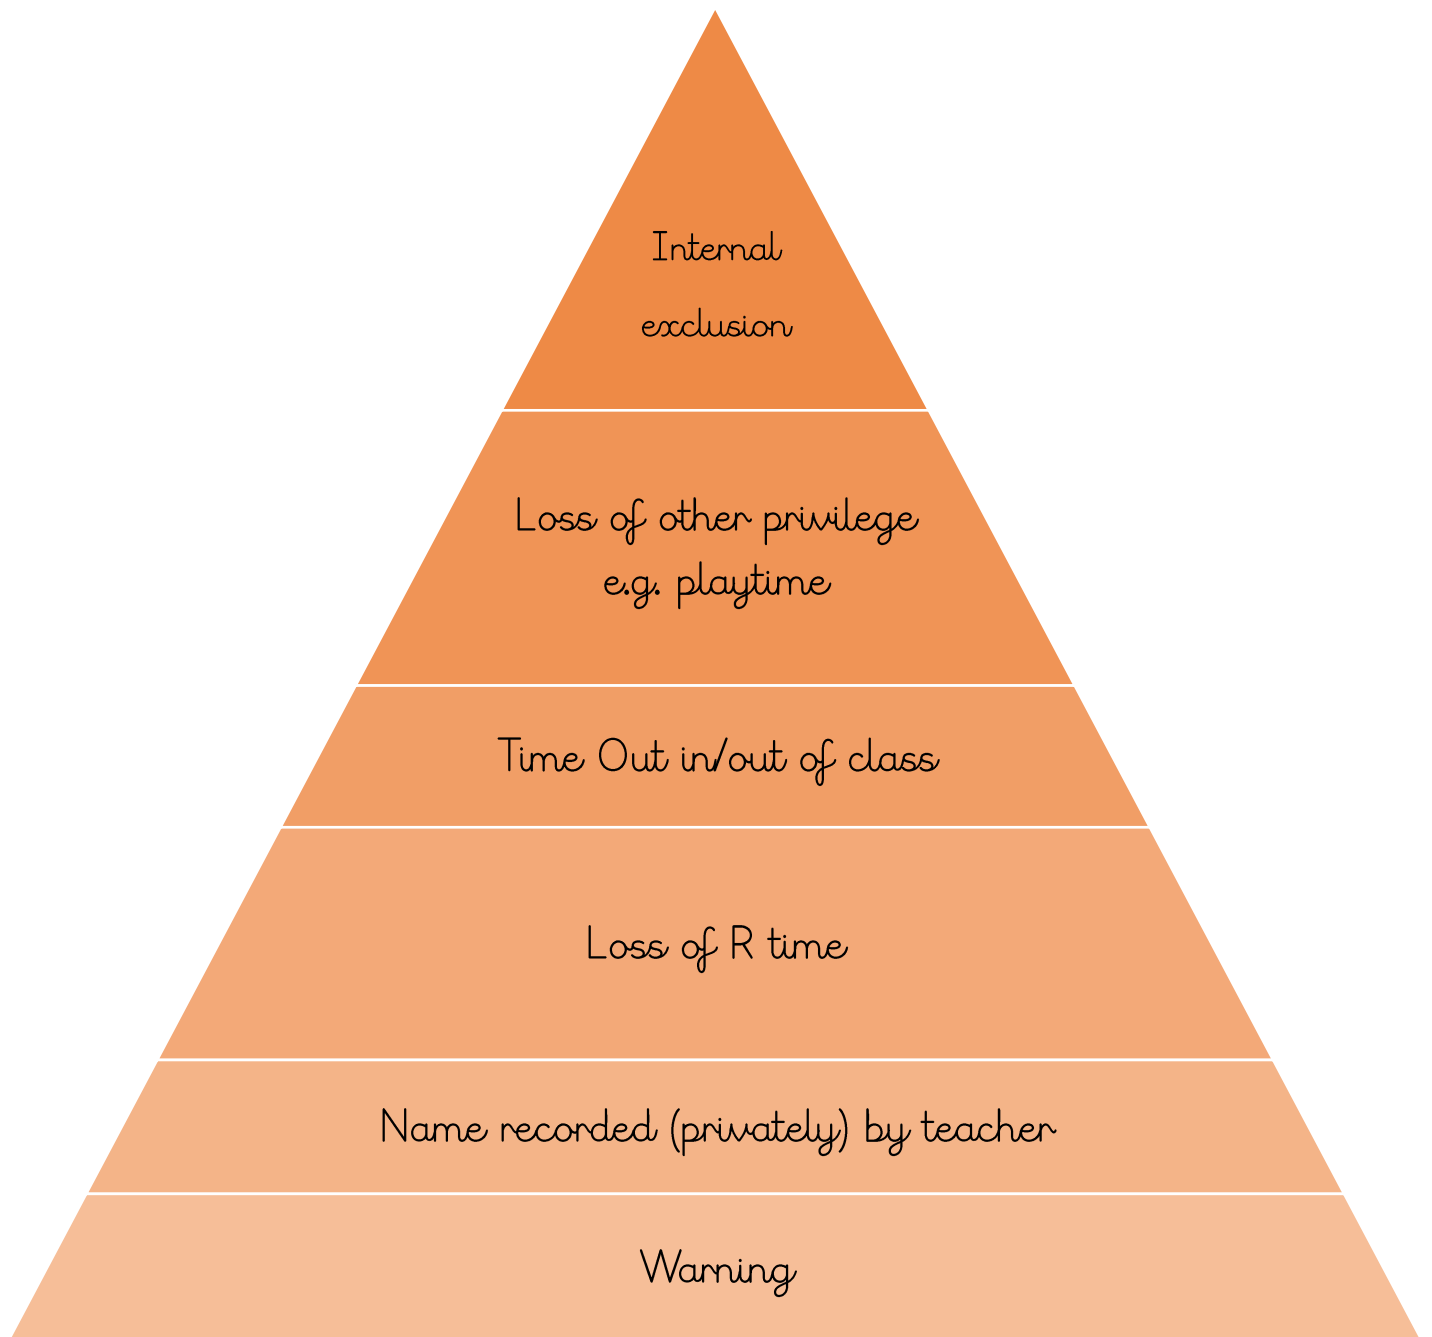 Internal
exclusion
Loss of other privilege
e.g. playtime
Time Out in/out of class
Loss of R time
Name recorded (privately) by teacher
Warning